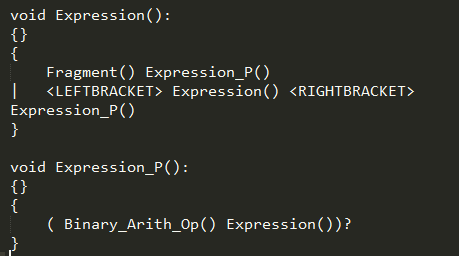 void Expression():
{}
{
    Fragment() Expression_P()
|   <LEFTBRACKET> Expression() <RIGHTBRACKET>
Expression_P()
}

void Expression_P():
{}
{
    ( Binary_Arith_Op() Expression())?
}